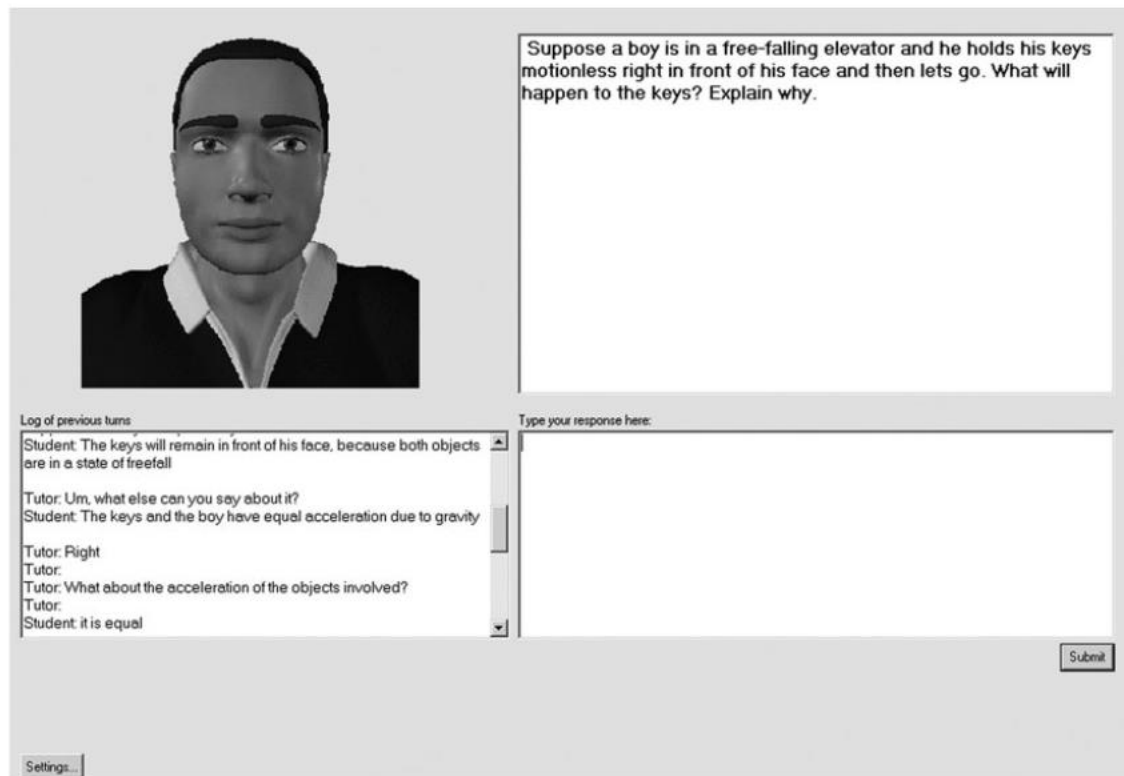 Suppose a boy is in a free-falling elevator and he holds his keys
motionless right in front of his face and then lets go. What will
happen to the keys? Explain why.
Log of previous turns
Student: The keys will remain in front of his face, because both objects
are in a state of freefall
Tutor: Um, what else can you say about it?
Student: The keys and the boy have equal acceleration due to gravity
Tutor: Right
Tutor:
Tutor: What about the acceleration of the objects involved?
Tutor:
Student: it is equal
Type your response here:
Submit
Settings...